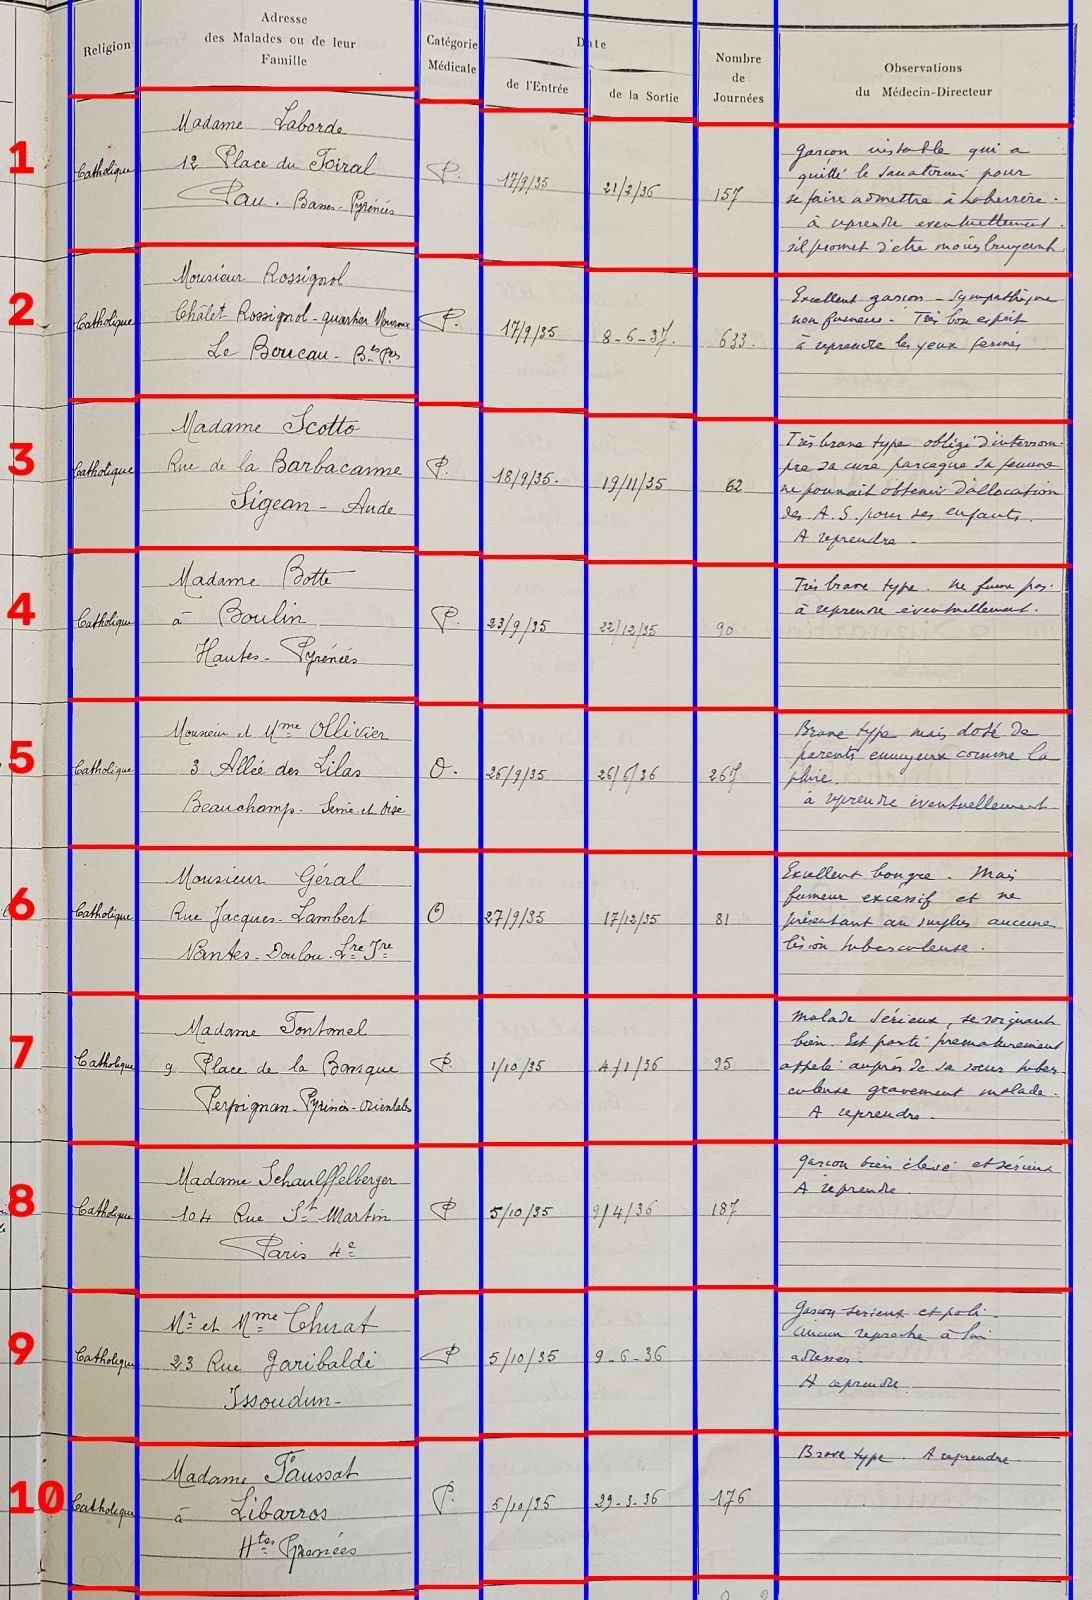 Religion
Adresse
des Malades ou de leur
Famille
Catégorie
Médicale
Date
de l'Entrée
de la Sortie
Nombre
de
Journées
Observations
du Médecin-Directeur
1
Catholique
Madame Laborde
12 Place du Foiral
Pau. Basses-Pyrénées
P.
17/9/35
21/2/36
157
garçon instable qui a
quitté le Sanatorium pour
se faire admettre à Laherrère.
à reprendre eventuellement.
s'il promet d'etre moins bruyant.
2
Catholique
Monsieur Rossignol
Châlet Rossignol-quartier
Le Boucau - Bses Pées
P.
17/9/35
8-6-37.
633.
Excellent garçon - Sympathique
non fumeur - Très bon esprit
à reprendre les yeux fermés
3
Catholique
Madame Scotto
Rue de la Barbacanne
Sigean - Aude
P.
18/9/35.
19/11/35
62
Très brave type obligé d'interrom-
pre sa cure parceque sa femme
ne pouvait obtenir d'allocation
des A.S. pour ses enfants.
A reprendre -
4
Catholique
Madame Botte
à Boulin
Hautes-Pyrénées
P.
23/9/35
22/12/35
90
Très brave type. ne fume pas.
à reprendre éventuellement.
5
Catholique
Monsieur et Mme Ollivier
3 Allée des Lilas
Beauchamp. Seine et Oise
O.
26/9/35
267
Brave type mais doté de
parents ennuyeux comme la
pluie.
à reprendre éventuellement.
6
Catholique
Monsieur Géral
Rue Jacques-Lambert
Nantes-Doulon. Lre Ire
O
27/9/35
17/12/35
81
Excellent bougre - Mais
fumeur excessif et ne
présentant au surplus aucune
lésion tuberculeuse.
7
Catholique
Madame Fontanel
9 Place de la Barique
Perpignan-Pyrénées-Orientales
P.
1/10/35
4/1/36
95
malade sérieux, se soignant
bien. Est parti prematurement
appelé auprès de sa soeur tuber-
culeuse gravement malade.
A reprendre.
8
Catholique
Madame Schaulffelberger
104 Rue St Martin
Paris 4e
P
5/10/35
9/4/36
187
garçon bien élevé et sérieux
A reprendre
9
Catholique
Mr et Mme Churat
23 Rue Garibaldi
Issoudun-
P
5/10/35
9-6-36
Garçon serieux et poli.
aucun reproche à lui
adresser.
A reprendre
10
Catholique
Madame Paussat
à Libarros
Htes Pyrénées
P.
5/10/35
29-3-36
176
Brave type. A reprendre